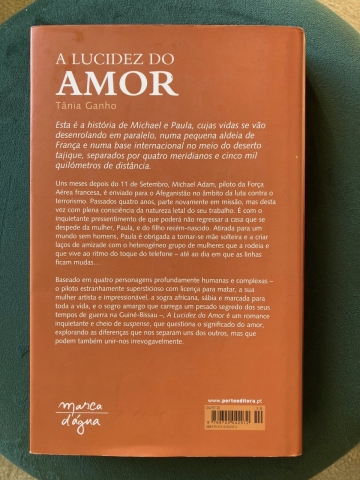 A LUCIDEZ DO
AMOR
Tânia Ganho
Esta é a história de Michael e Paula, cujas vidas se vão
desenrolando em paralelo, numa pequena aldeia de
França e numa base internacional no meio do deserto
tajique, separados por quatro meridianos e cinco mil
quilómetros de distância.
Uns meses depois do 11 de Setembro, Michael Adam, piloto da Força
Aérea francesa, é enviado para o Afeganistão no âmbito da luta contra o
terrorismo. Passados quatro anos, parte novamente em missão, mas desta
vez com plena consciência da natureza letal do seu trabalho. E com o
inquietante pressentimento de que poderá não regressar a casa que se
despede da mulher, Paula, e do filho recém-nascido. Atirada para um
mundo sem homens, Paula é obrigada a tornar-se mãe solteira e a criar
laços de amizade com o heterogéneo grupo de mulheres que a rodeia e
que vive ao ritmo do toque do telefone – até ao dia em que as linhas
ficam mudas...
Baseado em quatro personagens profundamente humanas e complexas –
o piloto estranhamente supersticioso com licença para matar, a sua
mulher artista e impressionável, a sogra africana, sábia e marcada para
toda a vida, e o sogro amargo que carrega um pesado segredo dos seus
tempos de guerra na Guiné-Bissau –, A Lucidez do Amor é um romance
inquietante e cheio de suspense, que questiona o significado do amor,
explorando as diferenças que nos separam uns dos outros, mas que
podem também unir-nos irrevogavelmente.
marca
d'água
www.portoeditora.pt